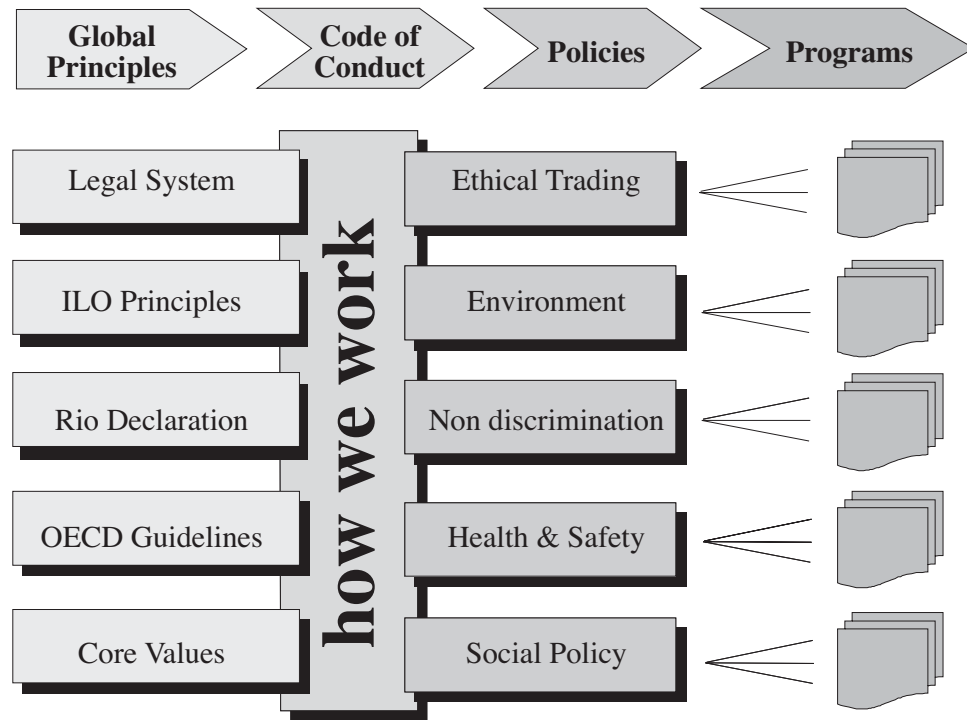 Global
Principles
Code of
Conduct
Policies
Programs
Legal System
ILO Principles
Rio Declaration
OECD Guidelines
Core Values
how we work
Ethical Trading
Environment
Non discrimination
Health & Safety
Social Policy